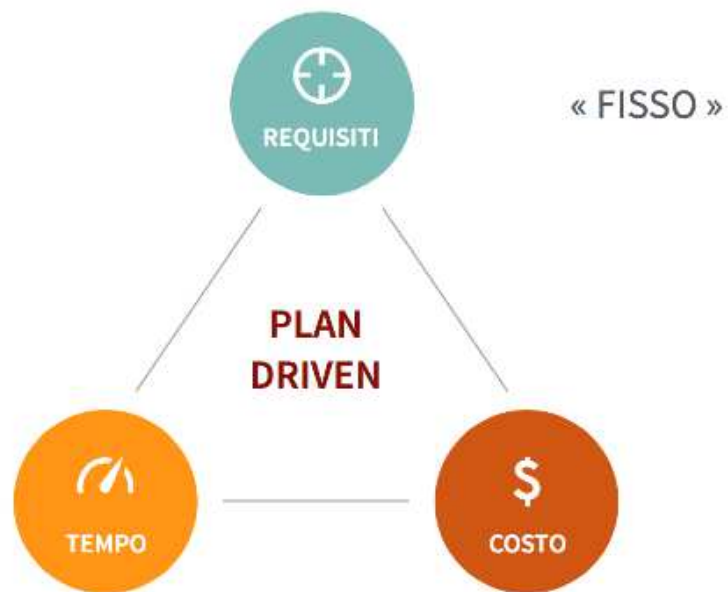 REQUISITI
« FISSO »
PLAN
DRIVEN
TEMPO
$
COSTO